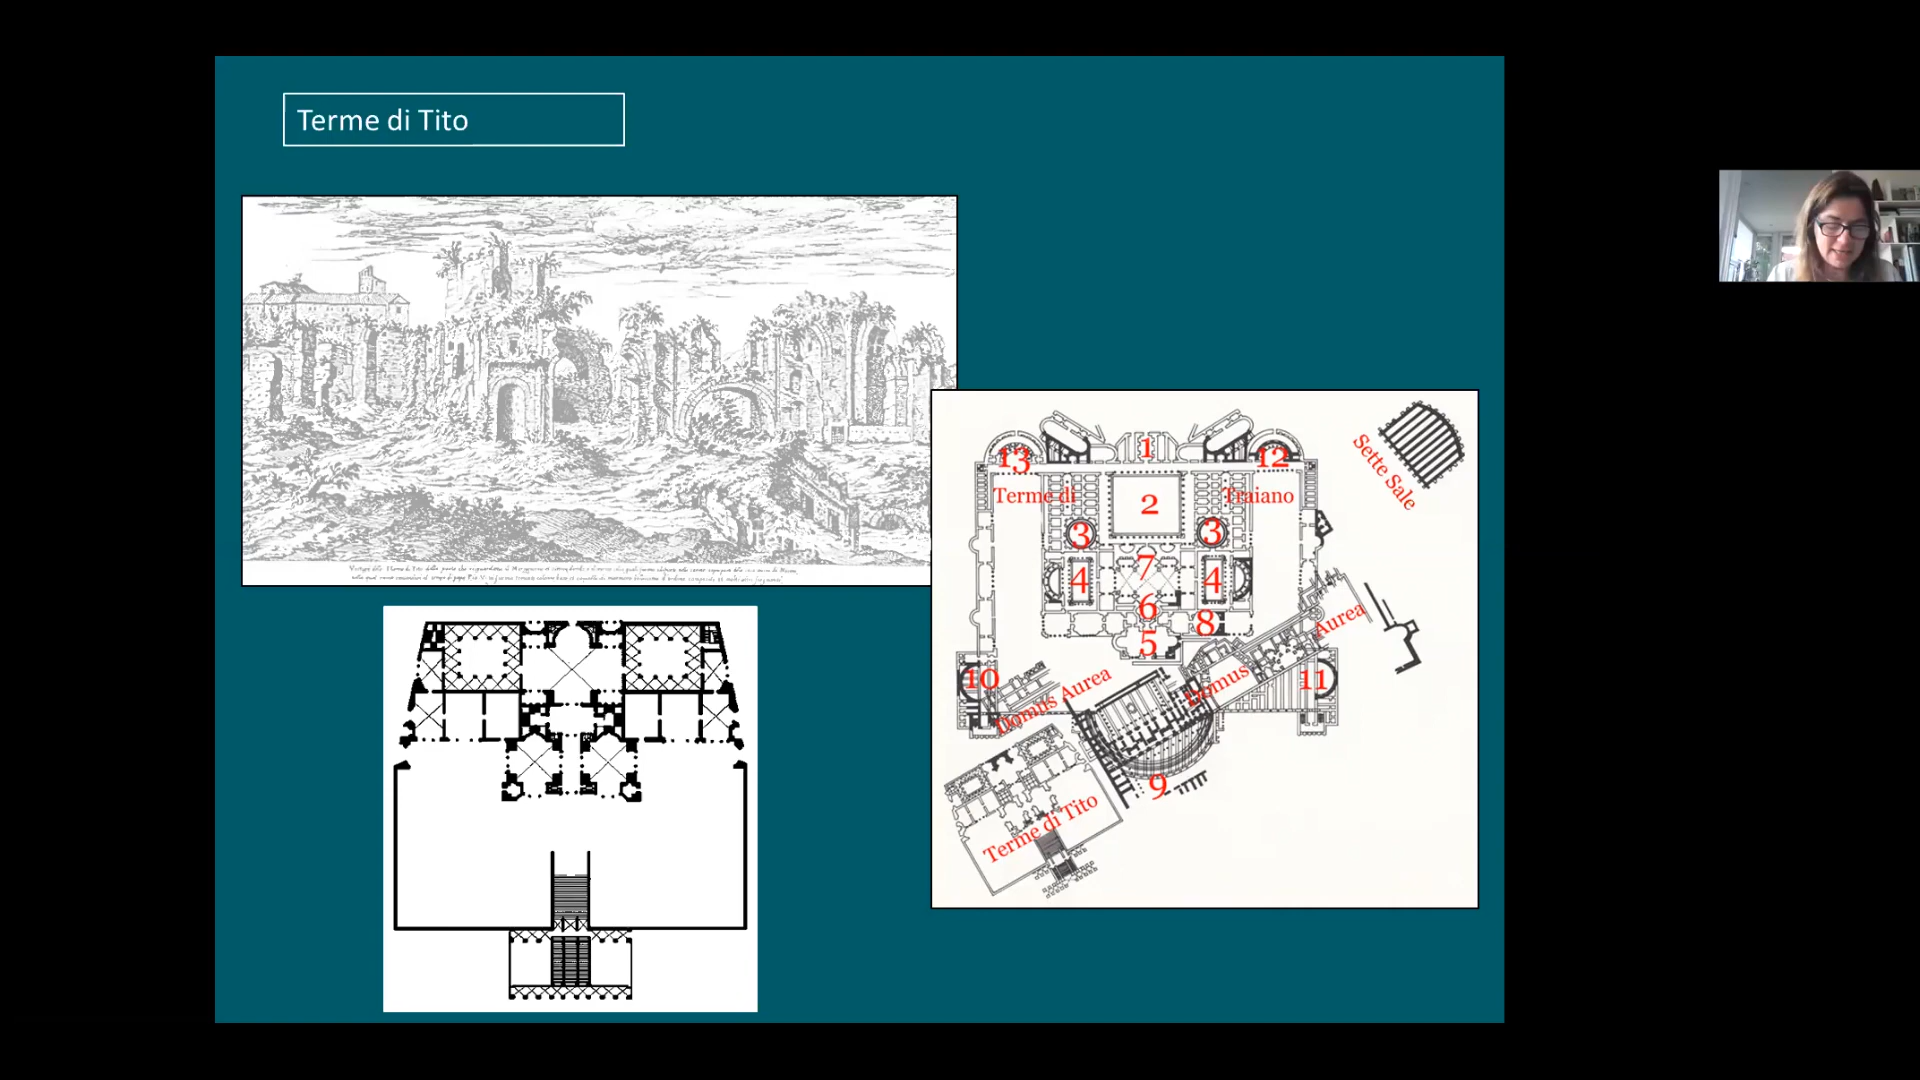 Terme di Tito
13
1
12
Sette Sale
Terme di
Traiano
2
3
3
7
4
4
6
8
5
Aurea
10
11
Domus
Domus Aurea
9
Terme di Tito